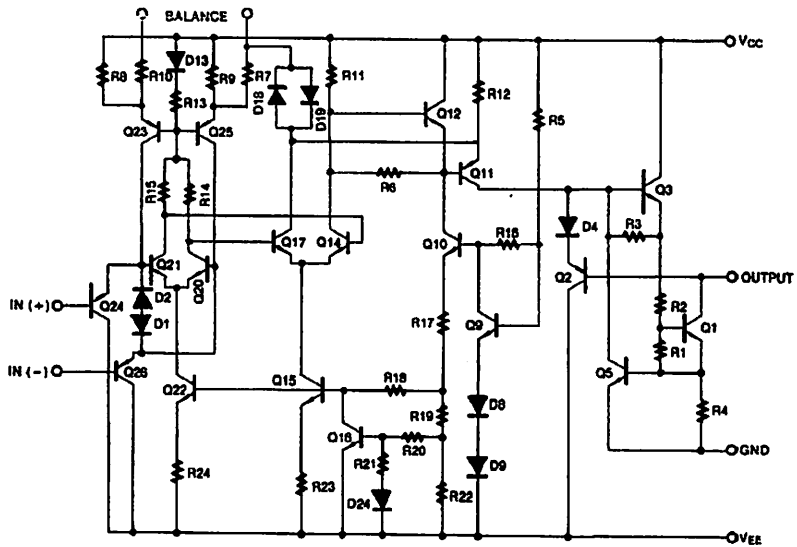 BALANCE
VCC
R8
R10
D13
R9
R7
R11
R12
R13
D18
D19
Q12
R5
Q23
Q25
R6
Q11
Q3
R15
R14
D4
R3
Q17
Q14
Q10
R16
Q21
Q20
Q2
OUTPUT
D2
R2
Q1
IN (+)
Q24
D1
R17
Q9
R1
IN (−)
Q26
Q22
Q15
R18
Q5
D8
R4
R19
Q16
R20
GND
R24
R23
R21
D9
D24
R22
VEE